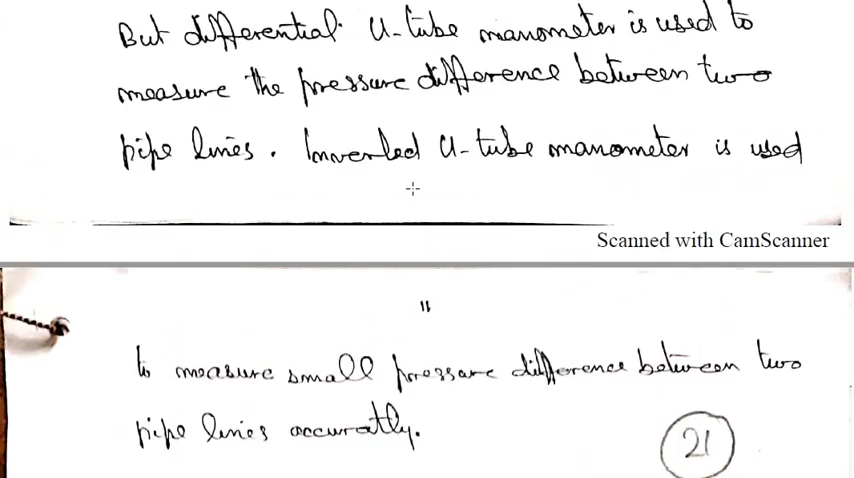 But differential U-tube manometer is used to
measure the pressure difference between two
pipe lines. Inverted U-tube manometer is used
Scanned with CamScanner
11
to measure small pressure difference between two
pipe lines accuratly.
21